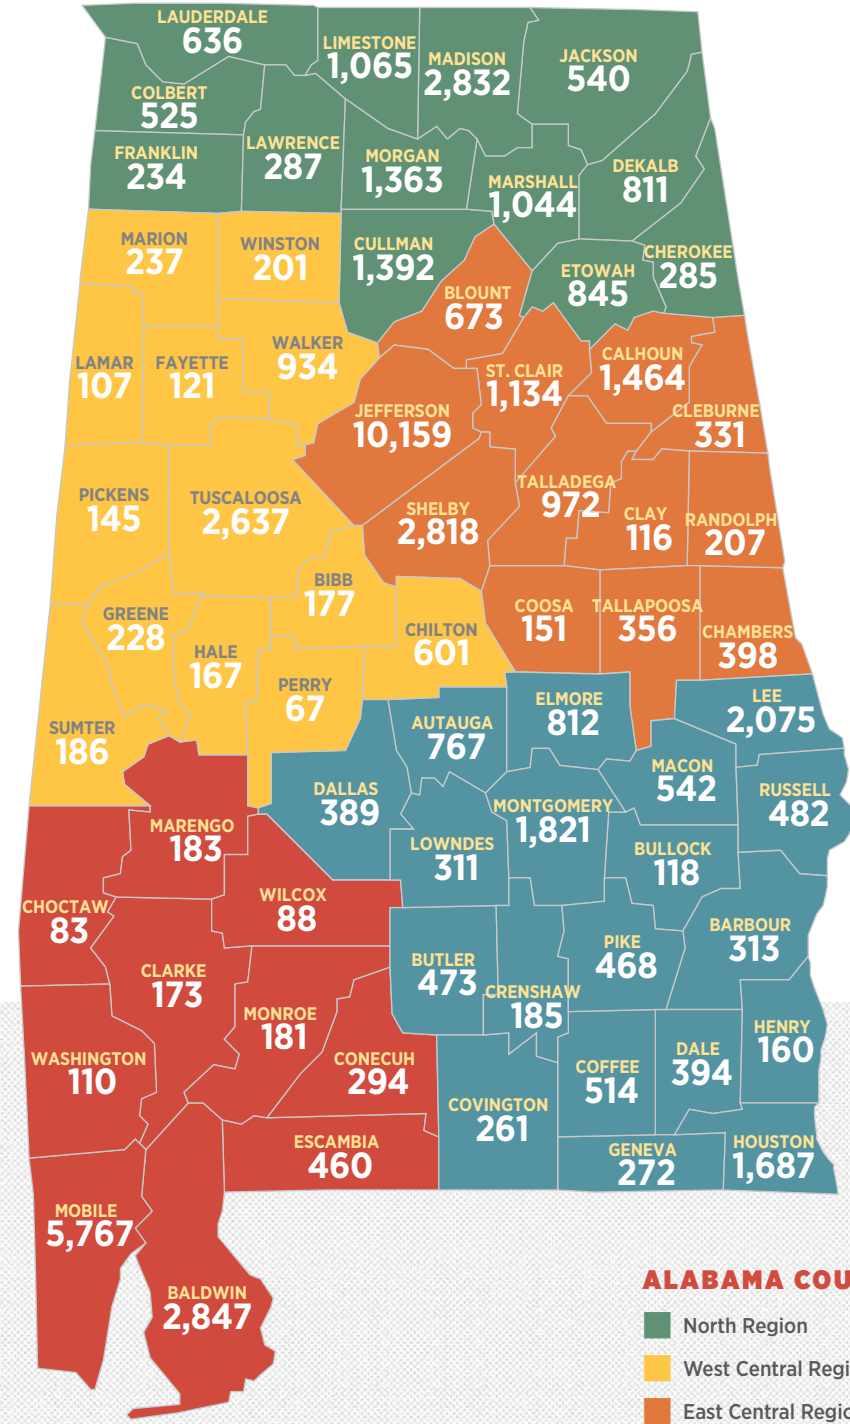 LAUDERDALE
636
LIMESTONE
1,065
MADISON
2,832
JACKSON
540
COLBERT
525
FRANKLIN
234
LAWRENCE
287
MORGAN
1,363
MARSHALL
1,044
DEKALB
811
CHEROKEE
285
ETOWAH
845
CULLMAN
1,392
MARION
237
WINSTON
201
BLOUNT
673
WALKER
934
LAMAR
107
FAYETTE
121
ST. CLAIR
1,134
CALHOUN
1,464
CLEBURNE
331
JEFFERSON
10,159
PICKENS
145
TUSCALOOSA
2,637
SHELBY
2,818
TALLADEGA
972
CLAY
116
RANDOLPH
207
BIBB
177
GREENE
228
HALE
167
CHILTON
601
COOSA
151
TALLAPOOSA
356
CHAMBERS
398
PERRY
67
SUMTER
186
AUTAUGA
767
ELMORE
812
LEE
2,075
DALLAS
389
MACON
542
RUSSELL
482
MONTGOMERY
1,821
LOWNDES
311
BULLOCK
118
MARENGO
183
WILCOX
88
CHOCTAW
83
CLARKE
173
BUTLER
473
PIKE
468
BARBOUR
313
CRENSHAW
185
MONROE
181
HENRY
160
WASHINGTON
110
CONECUH
294
COFFEE
514
DALE
394
COVINGTON
261
ESCAMBIA
460
GENEVA
272
HOUSTON
1,687
MOBILE
5,767
BALDWIN
2,847
ALABAMA COU
North Region
West Central Regi
East Central Regio